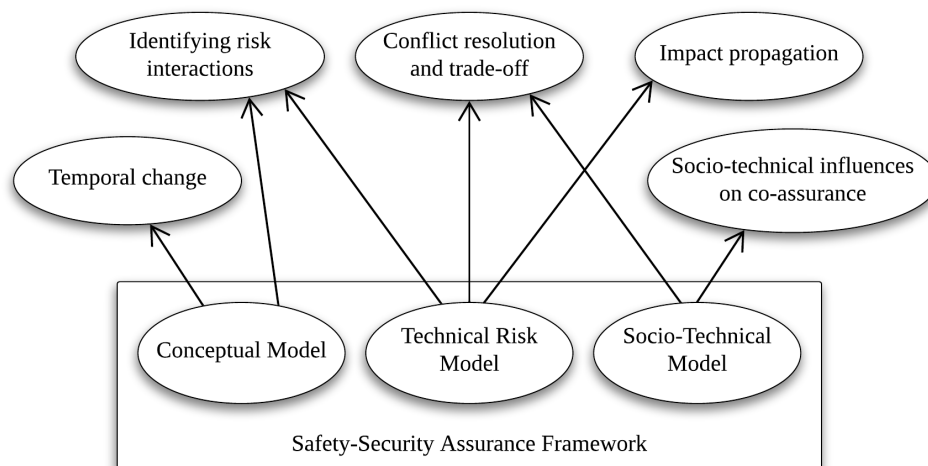 Identifying risk
interactions
Conflict resolution
and trade-off
Impact propagation
Temporal change
Socio-technical influences
on co-assurance
Conceptual Model
Technical Risk
Model
Socio-Technical
Model
Safety-Security Assurance Framework